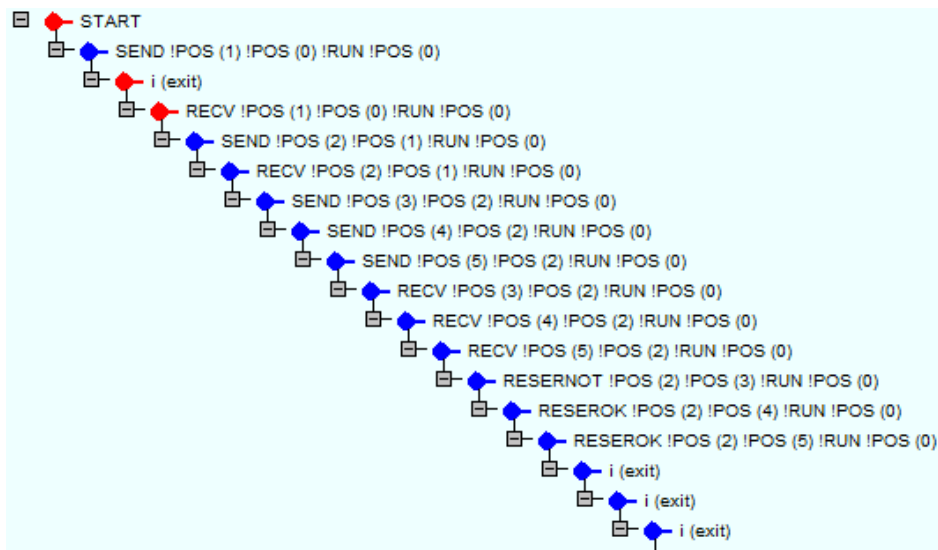 START
SEND !POS (1) !POS (0) !RUN !POS (0)
i (exit)
RECV !POS (1) !POS (0) !RUN !POS (0)
SEND !POS (2) !POS (1) !RUN !POS (0)
RECV !POS (2) !POS (1) !RUN !POS (0)
SEND !POS (3) !POS (2) !RUN !POS (0)
SEND !POS (4) !POS (2) !RUN !POS (0)
SEND !POS (5) !POS (2) !RUN !POS (0)
RECV !POS (3) !POS (2) !RUN !POS (0)
RECV !POS (4) !POS (2) !RUN !POS (0)
RECV !POS (5) !POS (2) !RUN !POS (0)
RESERNOT !POS (2) !POS (3) !RUN !POS (0)
RESEROK !POS (2) !POS (4) !RUN !POS (0)
RESEROK !POS (2) !POS (5) !RUN !POS (0)
i (exit)
i (exit)
i (exit)